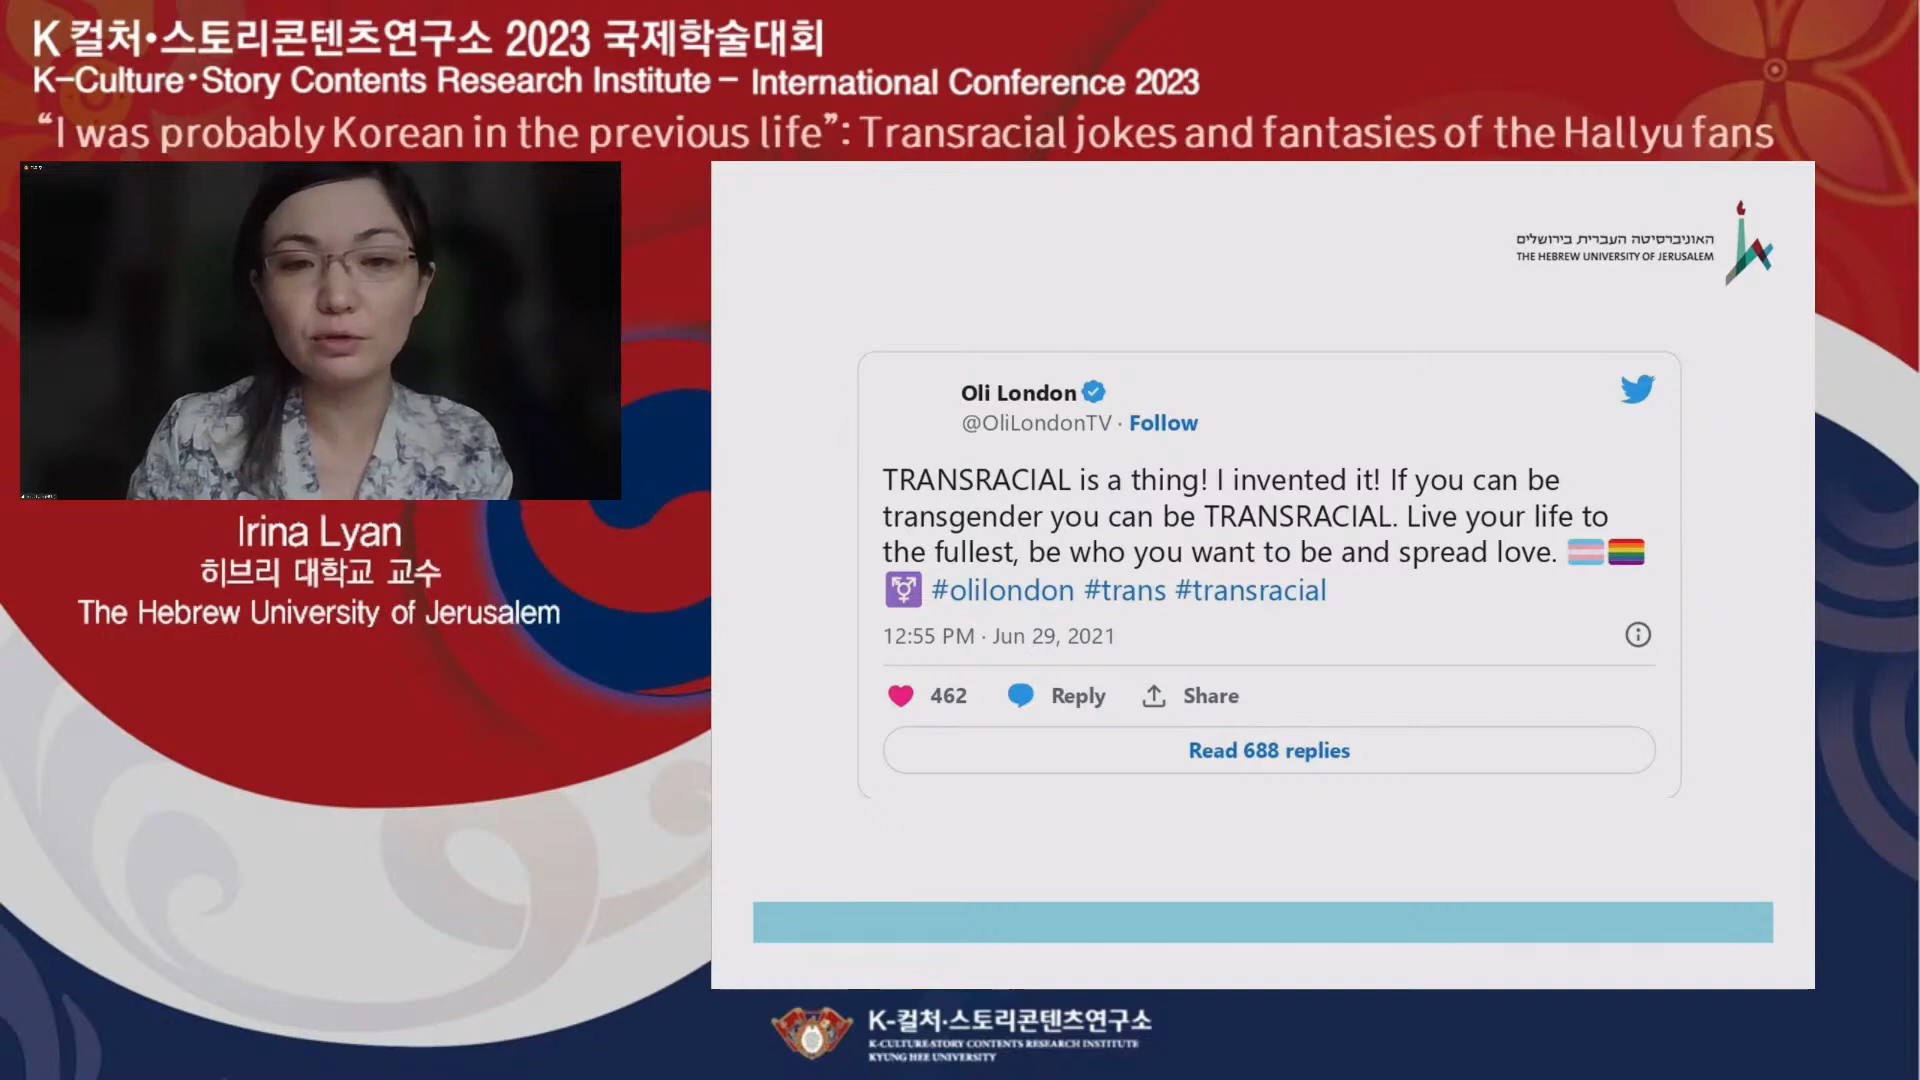 K 컬처·스토리콘텐츠연구소 2023 국제학술대회
K-Culture·Story Contents Research Institute - International Conference 2023
“I was probably Korean in the previous life”: Transracial jokes and fantasies of the Hallyu fans
האוניברסיטה העברית בירושלים
THE HEBREW UNIVERSITY OF JERUSALEM
Oli London
@OliLondonTV · Follow
TRANSRACIAL is a thing! I invented it! If you can be
transgender you can be TRANSRACIAL. Live your life to
the fullest, be who you want to be and spread love.
#olilondon #trans #transracial
12:55 PM · Jun 29, 2021
462 Reply Share
Read 688 replies
Irina Lyan
히브리 대학교 교수
The Hebrew University of Jerusalem
K-컬처·스토리콘텐츠연구소
K-CULTURE·STORY CONTENTS RESEARCH INSTITUTE
KYUNG HEE UNIVERSITY